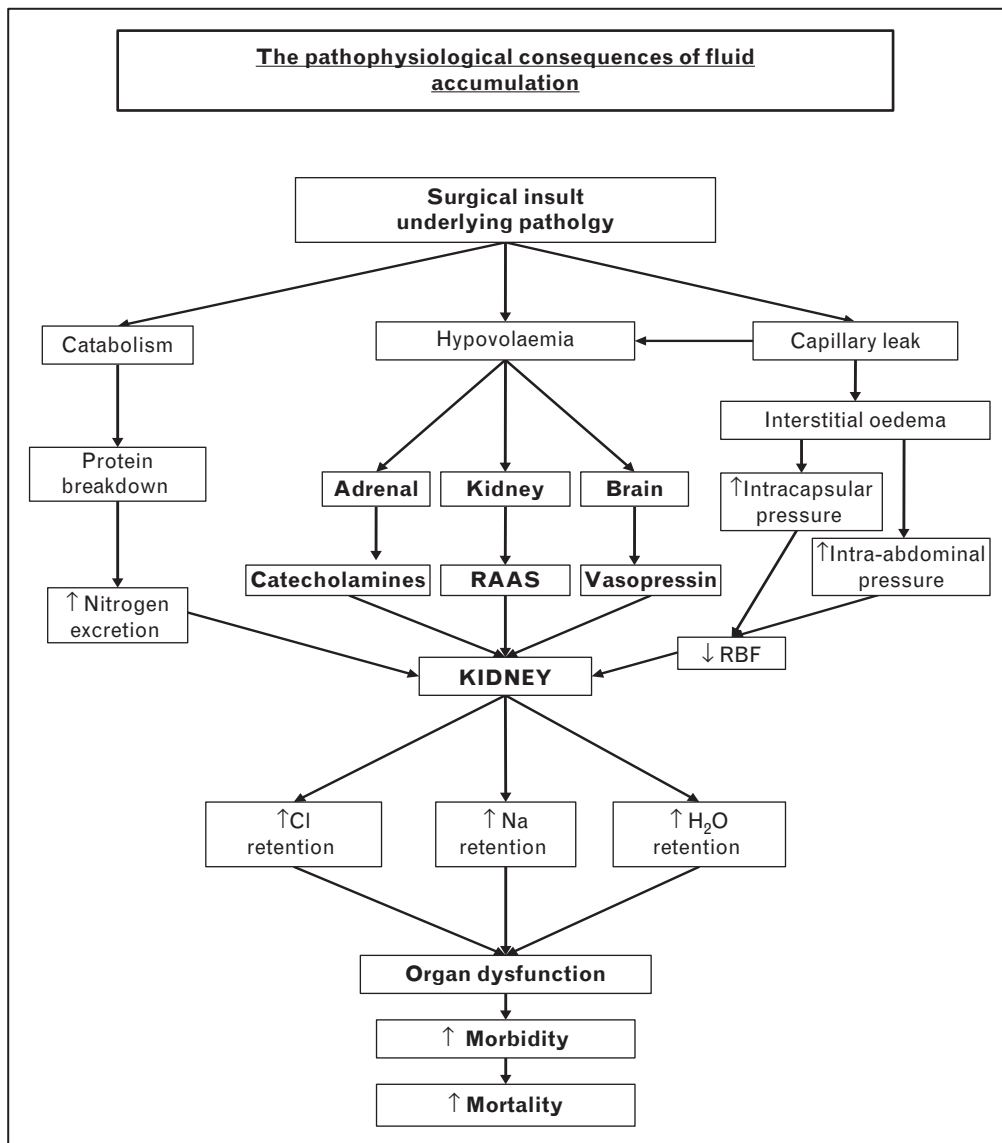 The pathophysiological consequences of fluid
accumulation
Surgical insult
underlying patholgy
Catabolism
Hypovolaemia
Capillary leak
Interstitial oedema
Protein
breakdown
Adrenal
Kidney
Brain
↑Intracapsular
pressure
↑Intra-abdominal
pressure
Catecholamines
RAAS
Vasopressin
↑ Nitrogen
excretion
↓ RBF
KIDNEY
↑Cl
retention
↑ Na
retention
↑ H₂O
retention
Organ dysfunction
↑ Morbidity
↑ Mortality